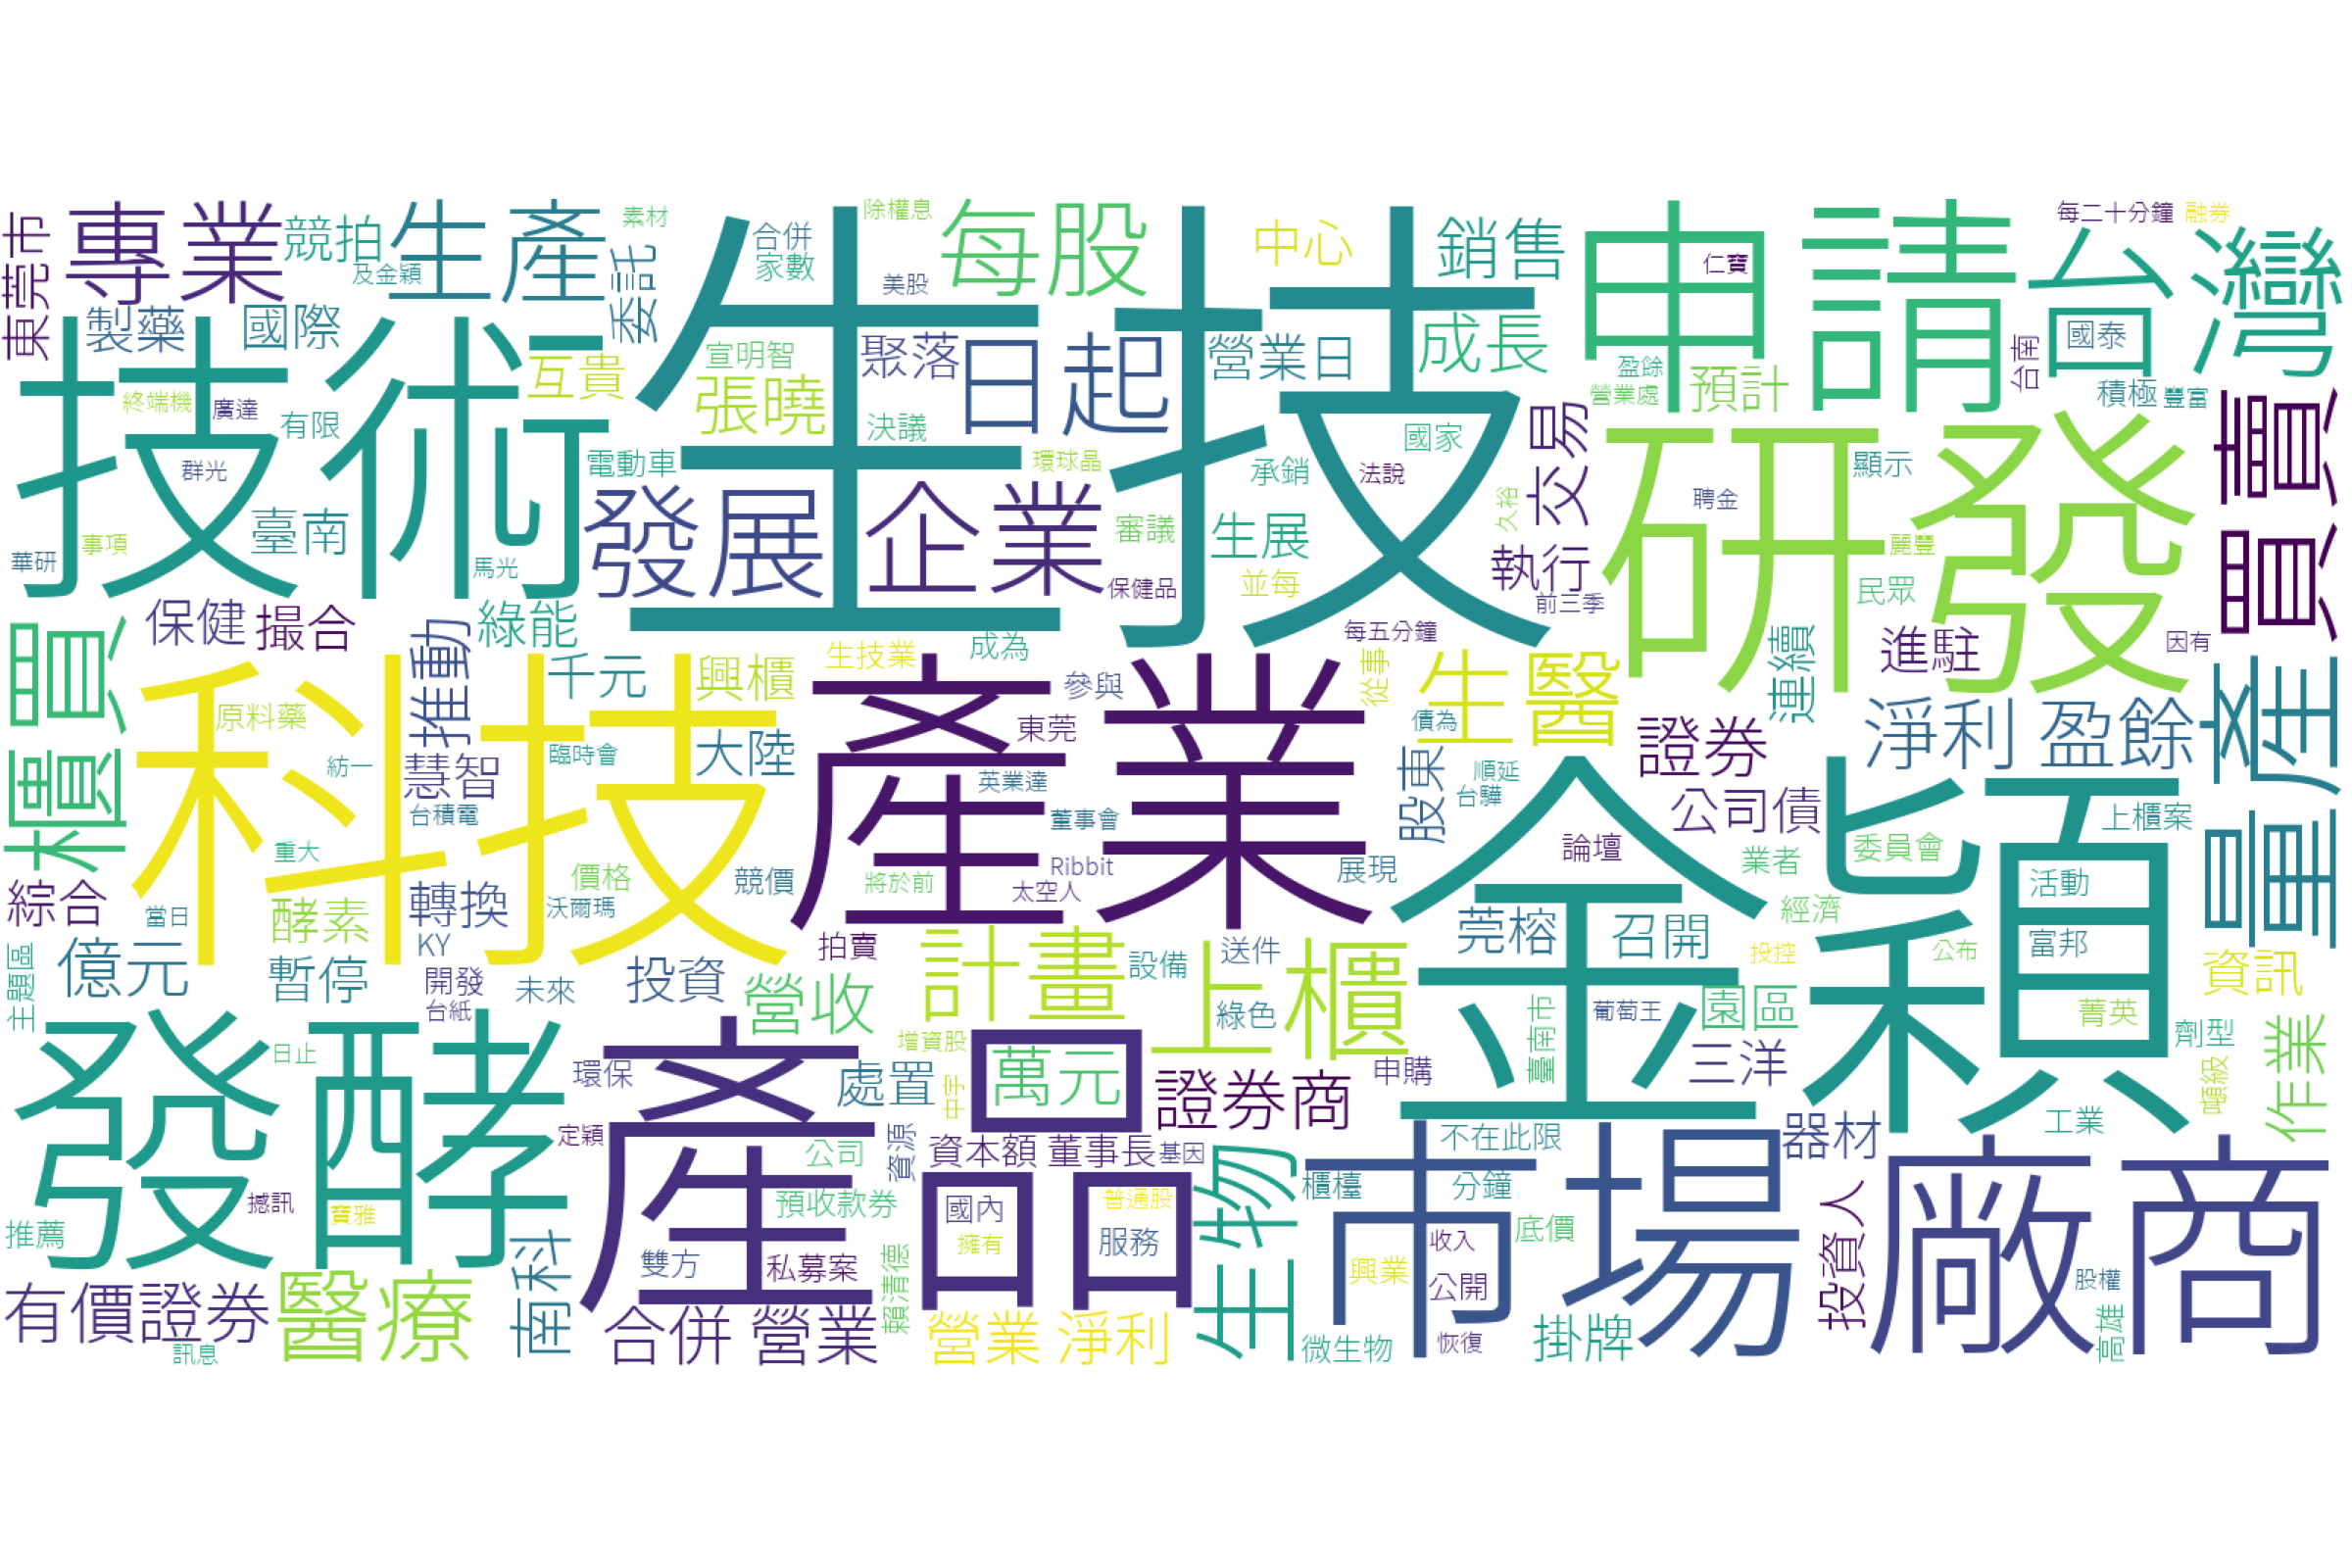 東莞市
專業
競拍
生產
素材
委託
合併
家數
除權息
美股
每股
中心
銷售
申請
仁寶
每二十分鐘
融券
台灣
國泰
台南
積極
豐富
製藥
國際
及金穎
終端機
廣達
有限
群光
技術
互貴
宣明智
張曉
生技
聚落
日起
營業日
成長
決議
電動車
環球晶
承銷
國家
法說
交易
盈餘
營業處
預計
研發
聘金
顯示
買賣
臺南
華研
事項
馬光
發展
企業
審議
生展
久裕
執行
並每
保健品
前三季
麗豐
民眾
因有
保健
撮合
綠能
推動
櫃買
科技
千元
興櫃
生技業
成為
每五分鐘
從事
生醫
連續
進駐
原料藥
大陸
參與
東莞
產業
債為
證券
淨利
盈餘
量產
紡一
慧智
臨時會
英業達
股東
順延
台驊
公司債
上櫃案
台積電
董事會
金穎
論壇
業者
委員會
重大
價格
競價
將於前
Ribbit
太空人
展現
活動
綜合
當日
酵素
轉換
沃爾瑪
莞榕
召開
經濟
富邦
KY
主題區
億元
暫停
開發
台紙
未來
投資
拍賣
營收
計畫
設備
送件
上櫃
綠色
投控
公布
資訊
葡萄王
園區
菁英
劑型
發酵
日止
環保
產品
處置
增資股
中宇
萬元
證券商
申購
臺南市
三洋
噸級
作業
定穎
公司
資源
資本額
董事長
基因
生物
不在此限
器材
工業
市場
廠商
推薦
撼訊
寶雅
南科
預收款券
國內
擁有
普通股
服務
櫃檯
分鐘
底價
投資人
雙方
私募案
賴清德
收入
興業
公開
股權
高雄
有價證券
訊息
醫療
合併
營業
營業
淨利
微生物
恢復
掛牌